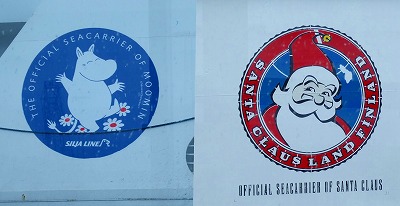 THE OFFICIAL SEACARRIER OF MOOMIN
SILJA LINE
SANTA CLAUS LAND FINLAND
OFFICIAL SEACARRIER OF SANTA CLAUS